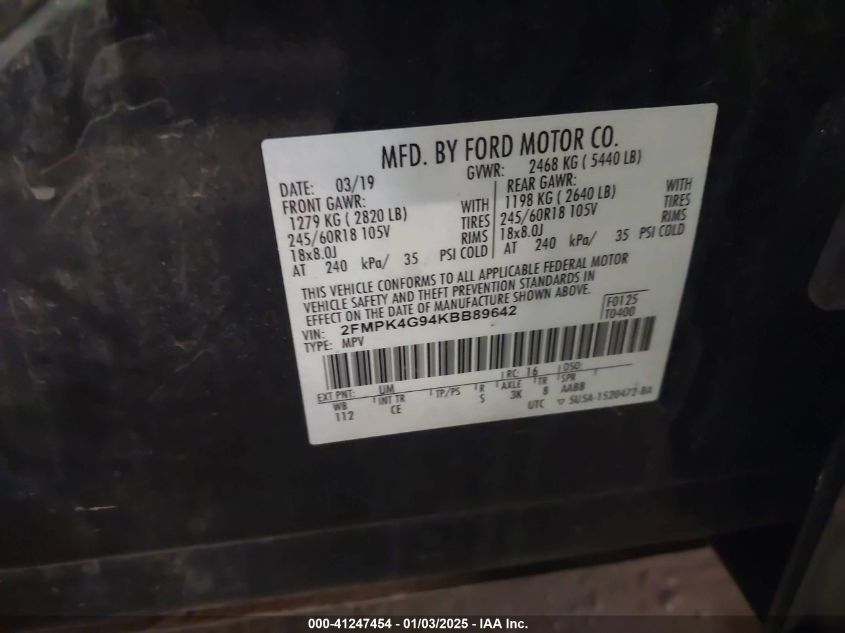 MFD. BY FORD MOTOR CO.
DATE: 03/19 GVWR: 2468 KG ( 5440 LB)
FRONT GAWR: WITH REAR GAWR: WITH
1279 KG ( 2820 LB) TIRES 1198 KG ( 2640 LB) TIRES
245/60R18 105V RIMS 245/60R18 105V RIMS
18x8.0J 18x8.0J
AT 240 kPa/ 35 PSI COLD AT 240 kPa/ 35 PSI COLD
THIS VEHICLE CONFORMS TO ALL APPLICABLE FEDERAL MOTOR
VEHICLE SAFETY AND THEFT PREVENTION STANDARDS IN
EFFECT ON THE DATE OF MANUFACTURE SHOWN ABOVE.
VIN: 2FMPK4G94KBB89642 F0125
TYPE: MPV T0400
RC: 16 DSO:
EXT PNT: UM
WB INT TR TP/PS R AXLE TR SPR
112 CE S 3K 8 AABB
UTC ▽ 5U5A-1520472-BA
000-41247454 - 01/03/2025 - IAA Inc.